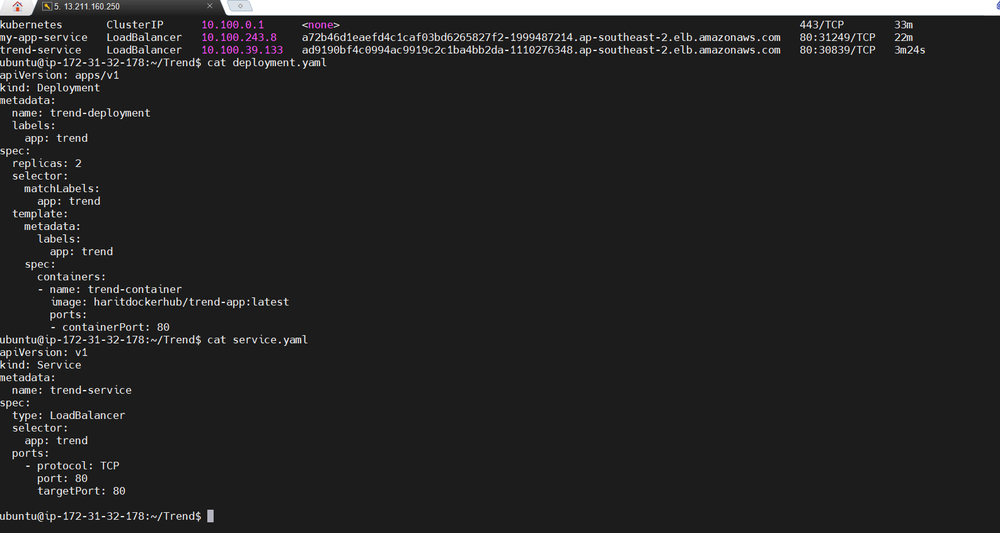 5. 13.211.160.250
kubernetes ClusterIP 10.100.0.1 <none> 443/TCP 33m
my-app-service LoadBalancer 10.100.243.8 a72b46d1eaefd4c1caf03bd6265827f2-1999487214.ap-southeast-2.elb.amazonaws.com 80:31249/TCP 22m
trend-service LoadBalancer 10.100.39.133 ad9190bf4c0994ac9919c2c1ba4bb2da-1110276348.ap-southeast-2.elb.amazonaws.com 80:30839/TCP 3m24s
ubuntu@ip-172-31-32-178:~/Trend$ cat deployment.yaml
apiVersion: apps/v1
kind: Deployment
metadata:
  name: trend-deployment
  labels:
    app: trend
spec:
  replicas: 2
  selector:
    matchLabels:
      app: trend
  template:
    metadata:
      labels:
        app: trend
    spec:
      containers:
      - name: trend-container
        image: haritdockerhub/trend-app:latest
        ports:
        - containerPort: 80
ubuntu@ip-172-31-32-178:~/Trend$ cat service.yaml
apiVersion: v1
kind: Service
metadata:
  name: trend-service
spec:
  type: LoadBalancer
  selector:
    app: trend
  ports:
    - protocol: TCP
      port: 80
      targetPort: 80
ubuntu@ip-172-31-32-178:~/Trend$